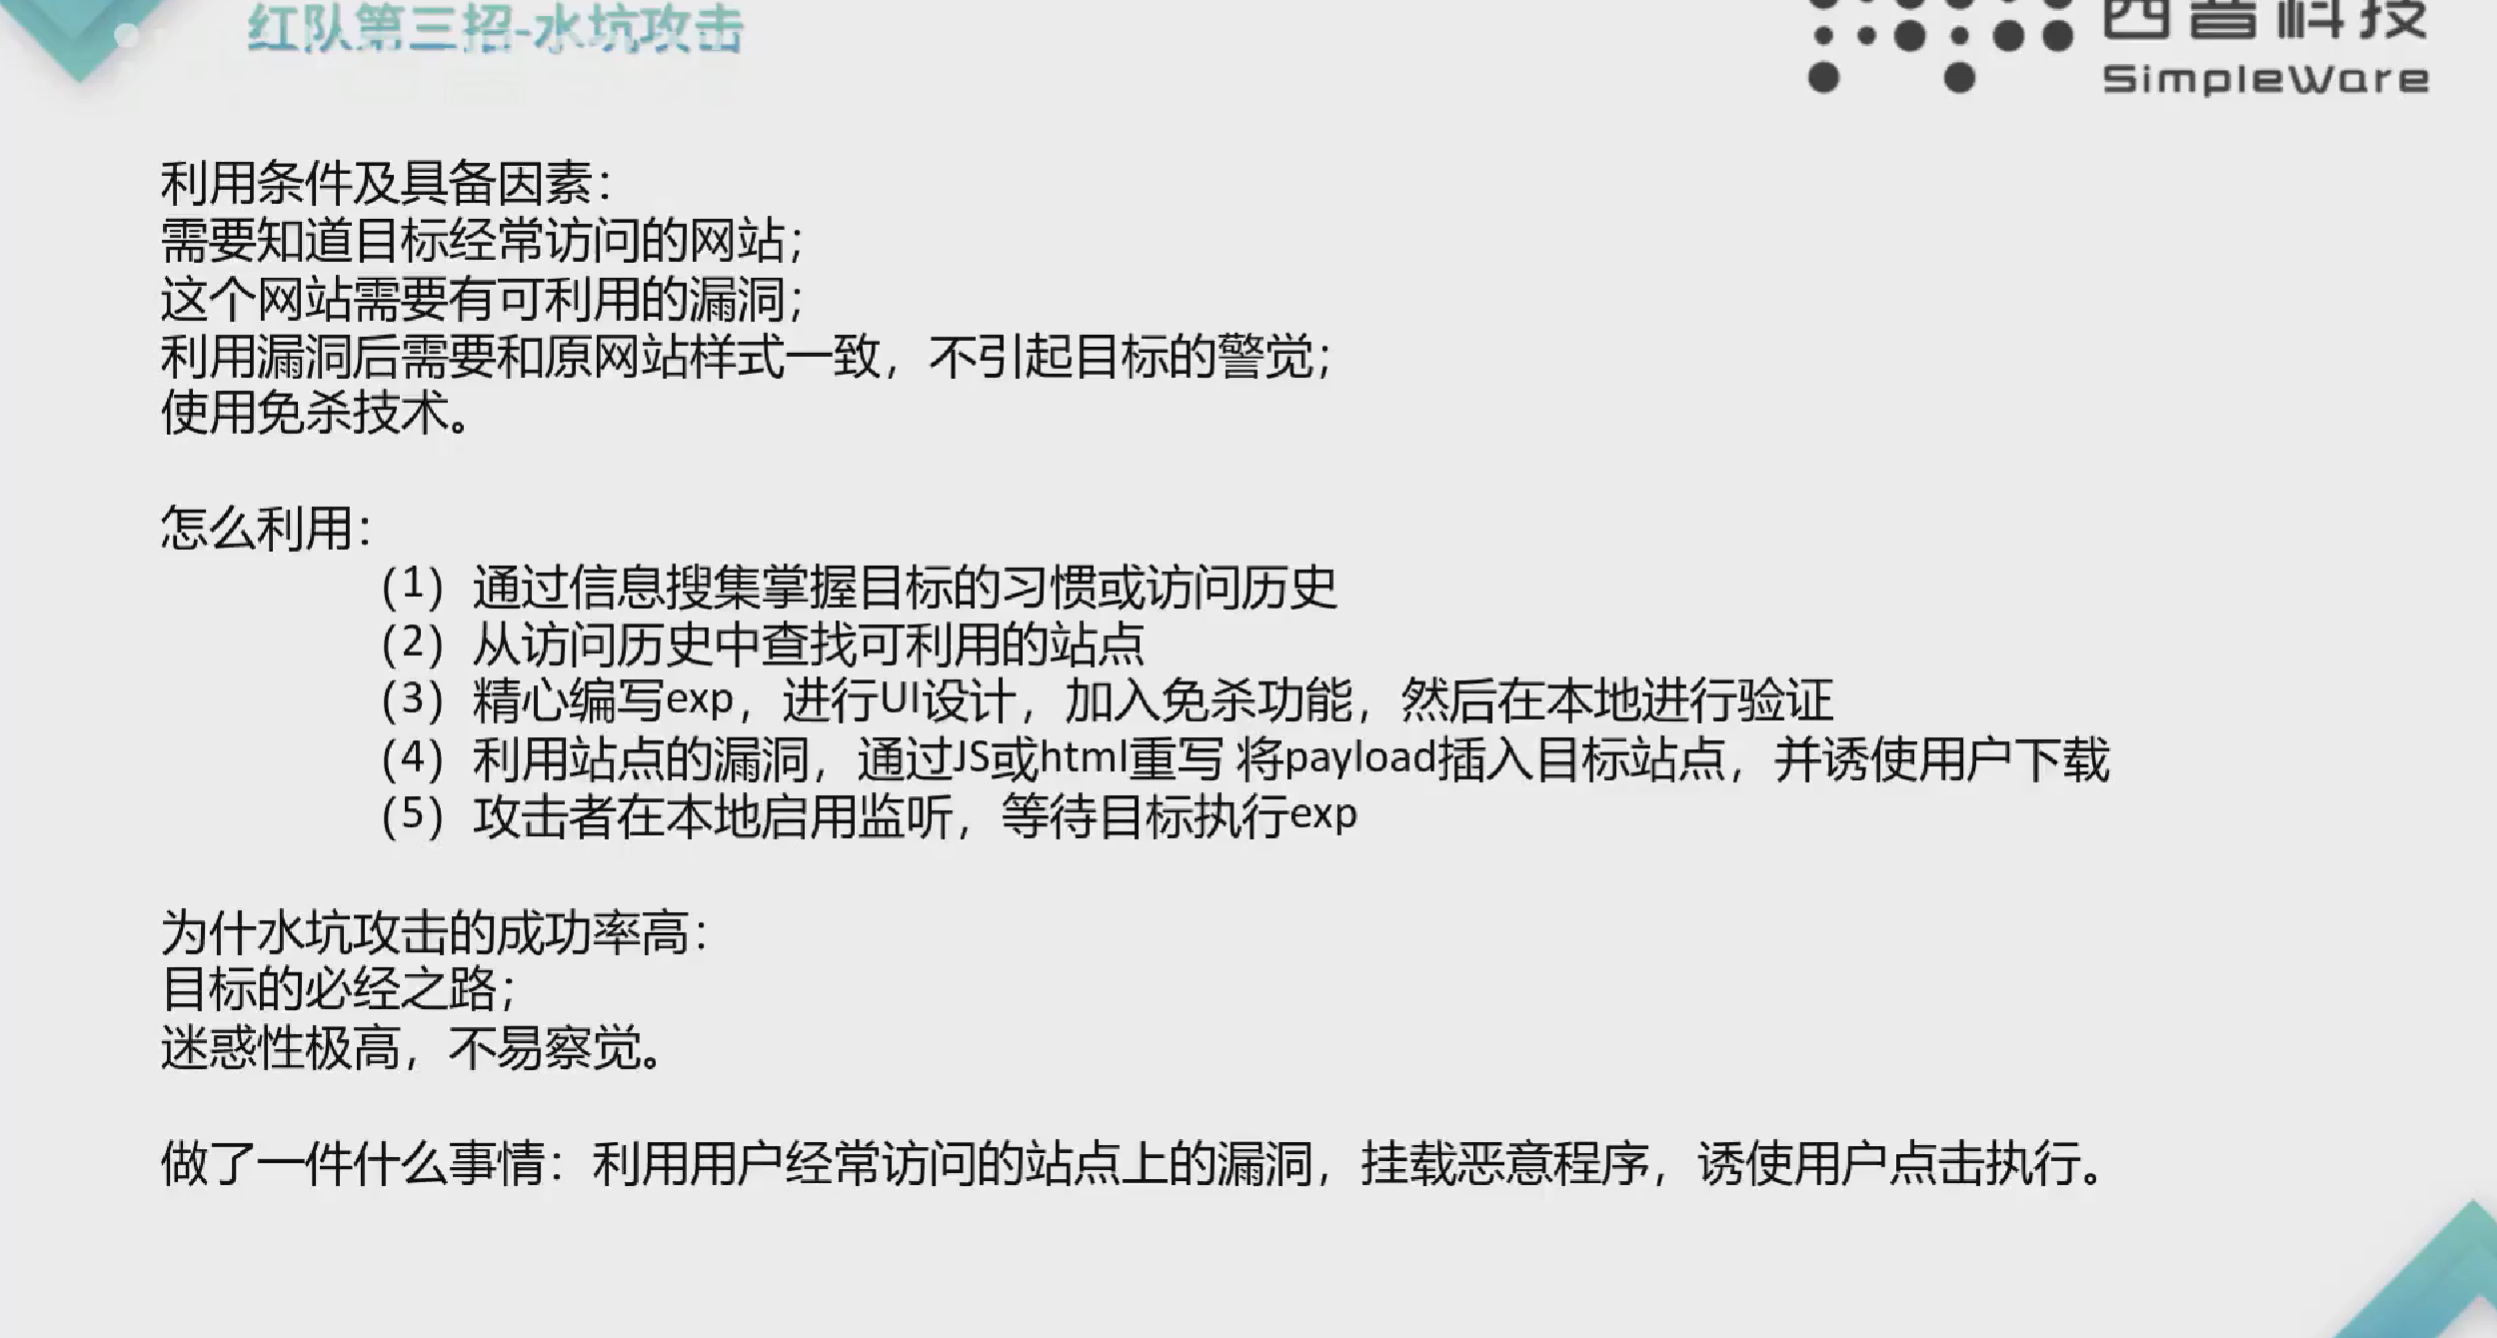 红队第三招-水坑攻击
西普科技
SimpleWare
利用条件及具备因素：
需要知道目标经常访问的网站；
这个网站需要有可利用的漏洞；
利用漏洞后需要和原网站样式一致，不引起目标的警觉；
使用免杀技术。
怎么利用：
（1）通过信息搜集掌握目标的习惯或访问历史
（2）从访问历史中查找可利用的站点
（3）精心编写exp，进行UI设计，加入免杀功能，然后在本地进行验证
（4）利用站点的漏洞，通过JS或html重写 将payload插入目标站点，并诱使用户下载
（5）攻击者在本地启用监听，等待目标执行exp
为什水坑攻击的成功率高：
目标的必经之路；
迷惑性极高，不易察觉。
做了一件什么事情：利用用户经常访问的站点上的漏洞，挂载恶意程序，诱使用户点击执行。